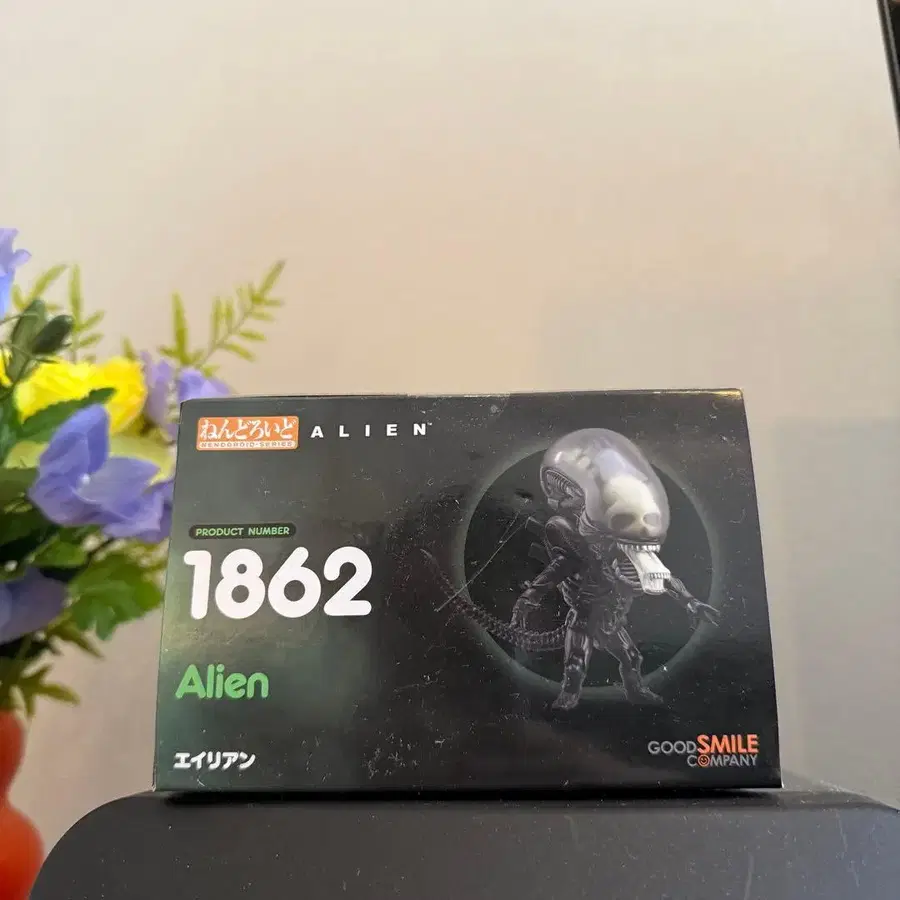 ねんどろいど
NENDOROID・SERIES
ALIEN™
PRODUCT NUMBER
1862
Alien
エイリアン
GOOD SMILE
COMPANY